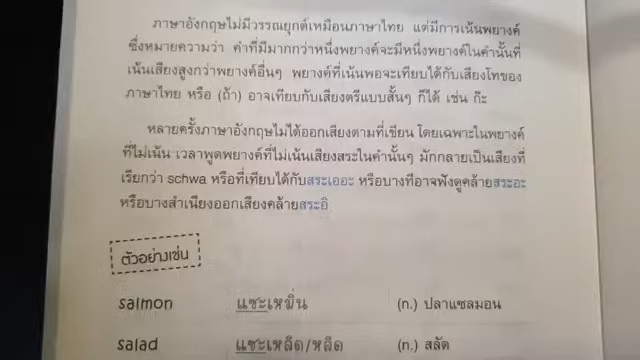 ภาษาอังกฤษไม่มีวรรณยุกต์เหมือนภาษาไทย แต่มีการเน้นพยางค์
ซึ่งหมายความว่า คำที่มีมากกว่าหนึ่งพยางค์จะมีหนึ่งพยางค์ในคำนั้นที่
เน้นเสียงสูงกว่าพยางค์อื่นๆ พยางค์ที่เน้นพอจะเทียบได้กับเสียงโทของ
ภาษาไทย หรือ (ถ้า) อาจเทียบกับเสียงตรีแบบสั้นๆ ก็ได้ เช่น ก๊ะ
หลายครั้งภาษาอังกฤษไม่ได้ออกเสียงตามที่เขียน โดยเฉพาะในพยางค์
ที่ไม่เน้น เวลาพูดพยางค์ที่ไม่เน้นเสียงสระในคำนั้นๆ มักกลายเป็นเสียงที่
เรียกว่า schwa หรือที่เทียบได้กับสระเออะ หรือบางทีอาจฟังดูคล้ายสระอะ
หรือบางสำเนียงออกเสียงคล้ายสระอิ
ตัวอย่างเช่น
salmon แซะเหมิ่น (n.) ปลาแซลมอน
salad แซะเหลิด/หลิด (n.) สลัด